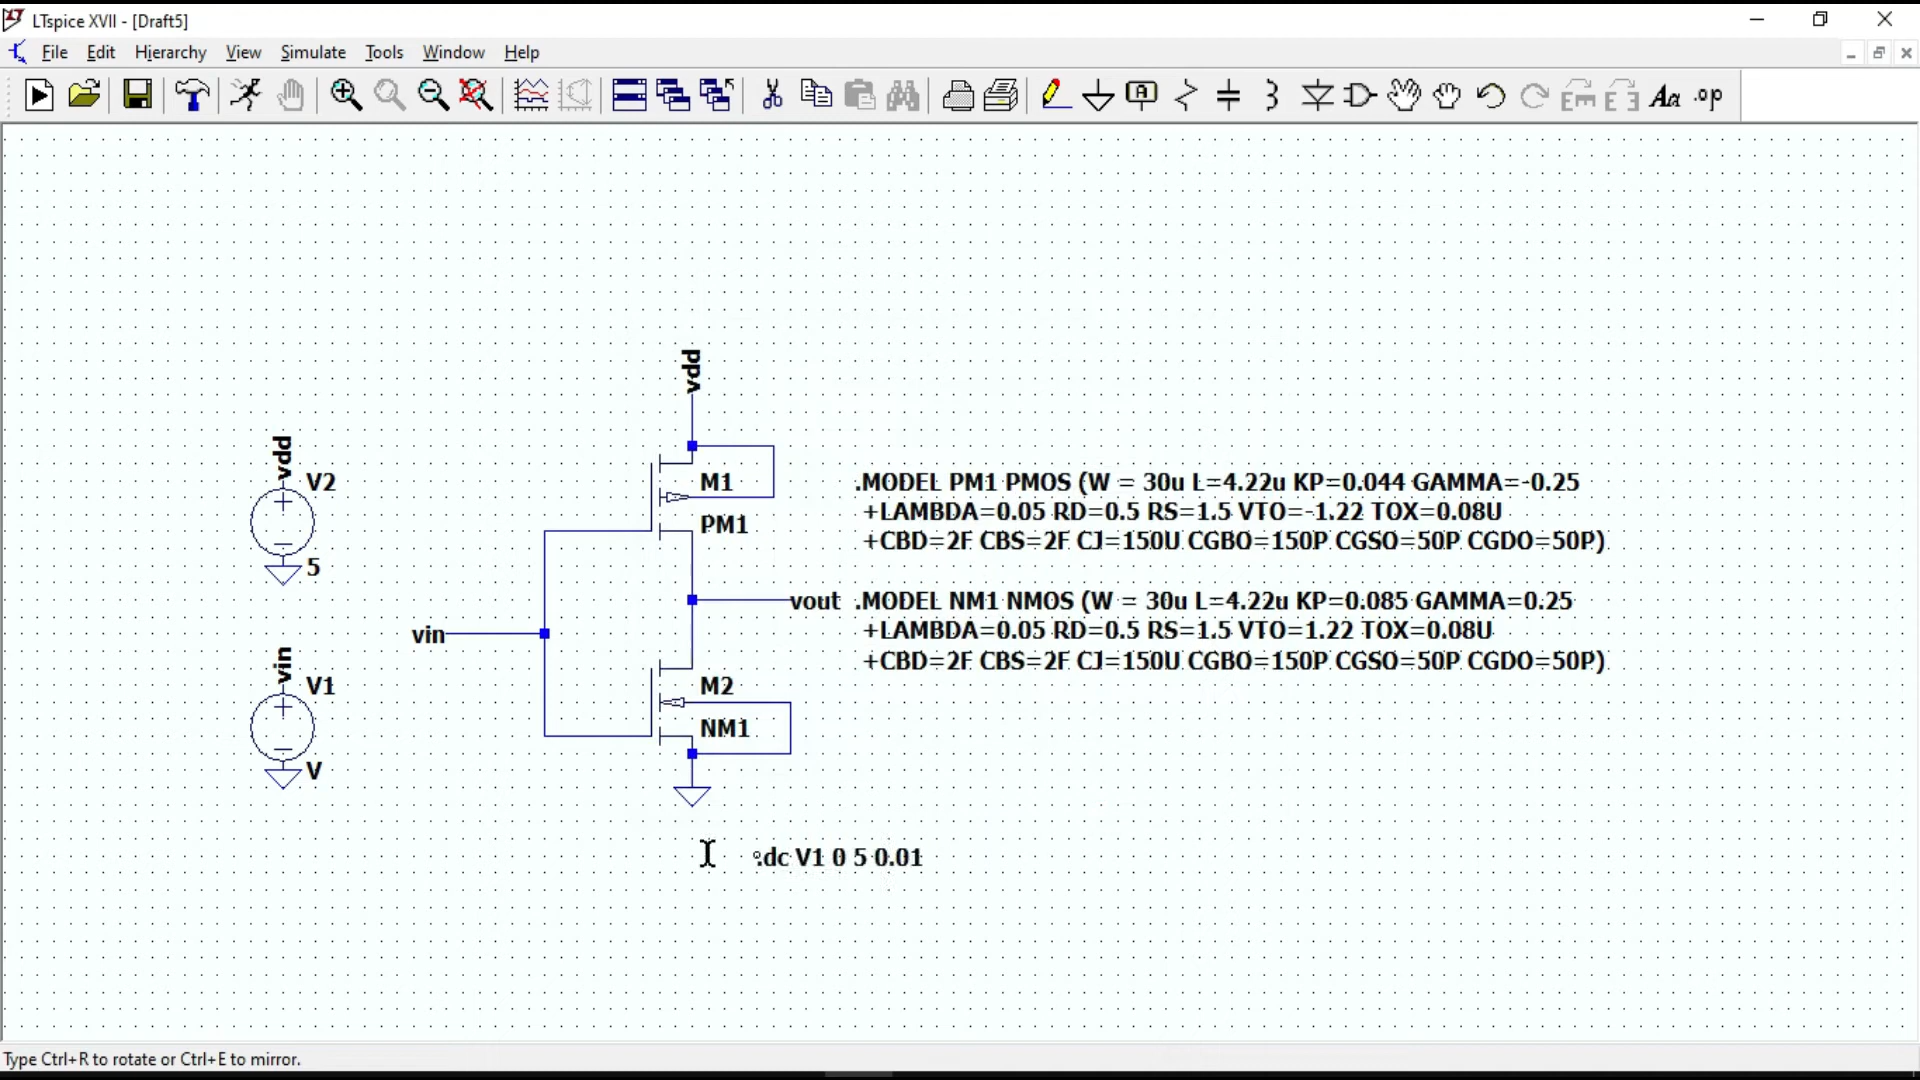 LTspice XVII - [Draft5]
File Edit Hierarchy View Simulate Tools Window Help
A Aa .op
vdd
vdd
V2
5
M1
PM1
.MODEL PM1 PMOS (W = 30u L=4.22u KP=0.044 GAMMA=-0.25
+LAMBDA=0.05 RD=0.5 RS=1.5 VTO=-1.22 TOX=0.08U
+CBD=2F CBS=2F CJ=150U CGBO=150P CGSO=50P CGDO=50P)
vout
.MODEL NM1 NMOS (W = 30u L=4.22u KP=0.085 GAMMA=0.25
+LAMBDA=0.05 RD=0.5 RS=1.5 VTO=1.22 TOX=0.08U
+CBD=2F CBS=2F CJ=150U CGBO=150P CGSO=50P CGDO=50P)
vin
vin
V1
V
M2
NM1
.dc V1 0 5 0.01
Type Ctrl+R to rotate or Ctrl+E to mirror.